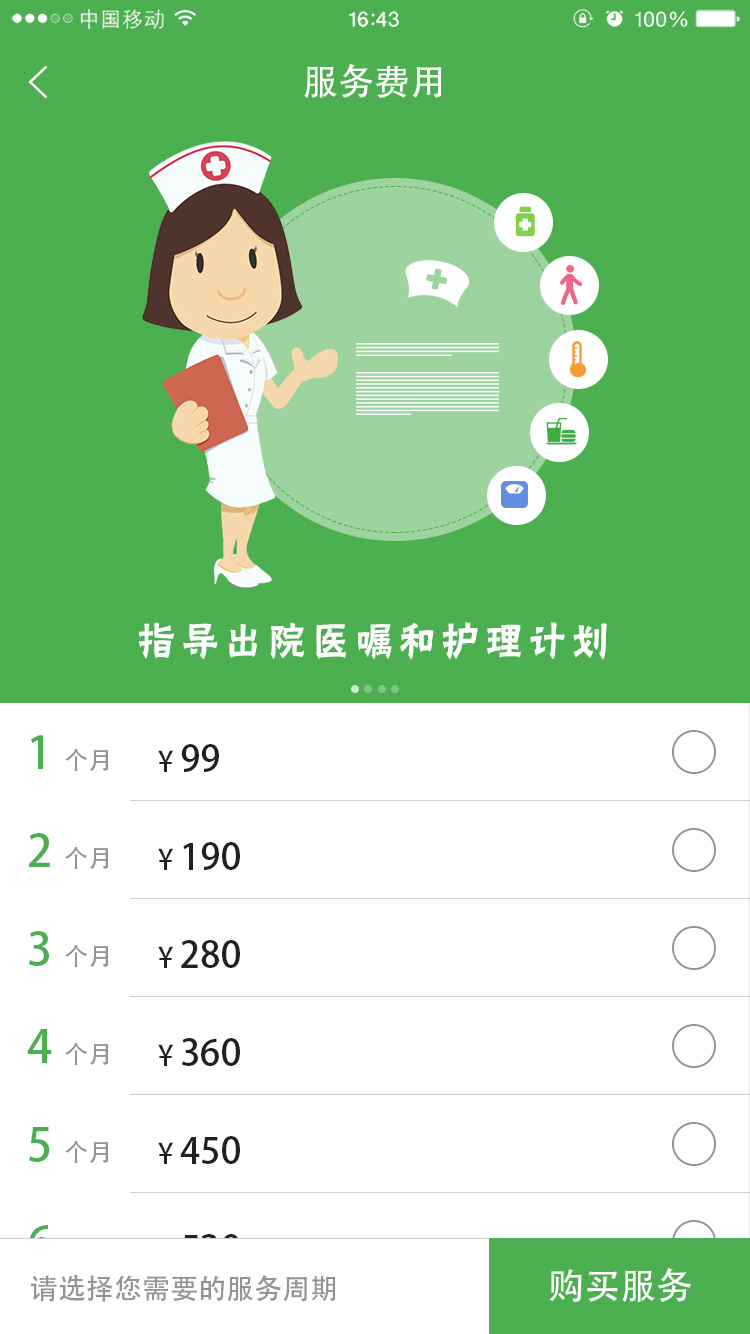 中国移动 16:43 100%
服务费用
指导出院医嘱和护理计划
1 个月 ¥ 99
2 个月 ¥ 190
3 个月 ¥ 280
4 个月 ¥ 360
5 个月 ¥ 450
请选择您需要的服务周期 购买服务